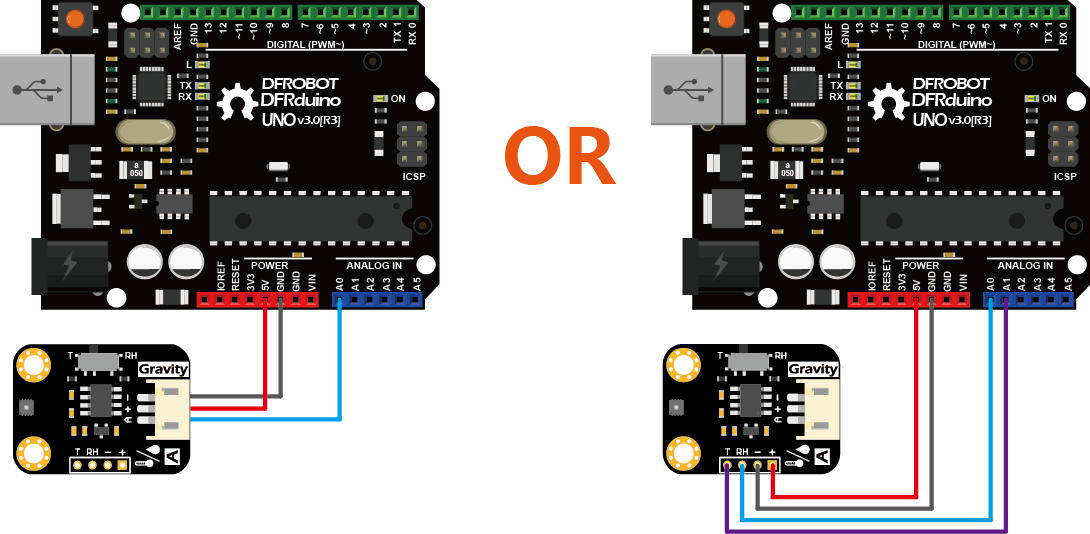 AREF
GND
13
12
~11
~10
~9
8
7
~6
~5
4
~3
2
TX 1
RX 0
DIGITAL (PWM~)
L
TX
RX
DFROBOT
DFRduino
UNO v3.0[R3]
ON
ICSP
a
050
POWER
ANALOG IN
IOREF
RESET
3V3
5V
GND
GND
VIN
A0
A1
A2
A3
A4
A5
T
RH
Gravity
-
+
A
T RH - +
A
OR
AREF
GND
13
12
~11
~10
~9
8
7
~6
~5
4
~3
2
TX 1
RX 0
DIGITAL (PWM~)
L
TX
RX
DFROBOT
DFRduino
UNO v3.0[R3]
ON
ICSP
a
050
POWER
ANALOG IN
IOREF
RESET
3V3
5V
GND
GND
VIN
A0
A1
A2
A3
A4
A5
T
RH
Gravity
-
+
A
T RH - +
A